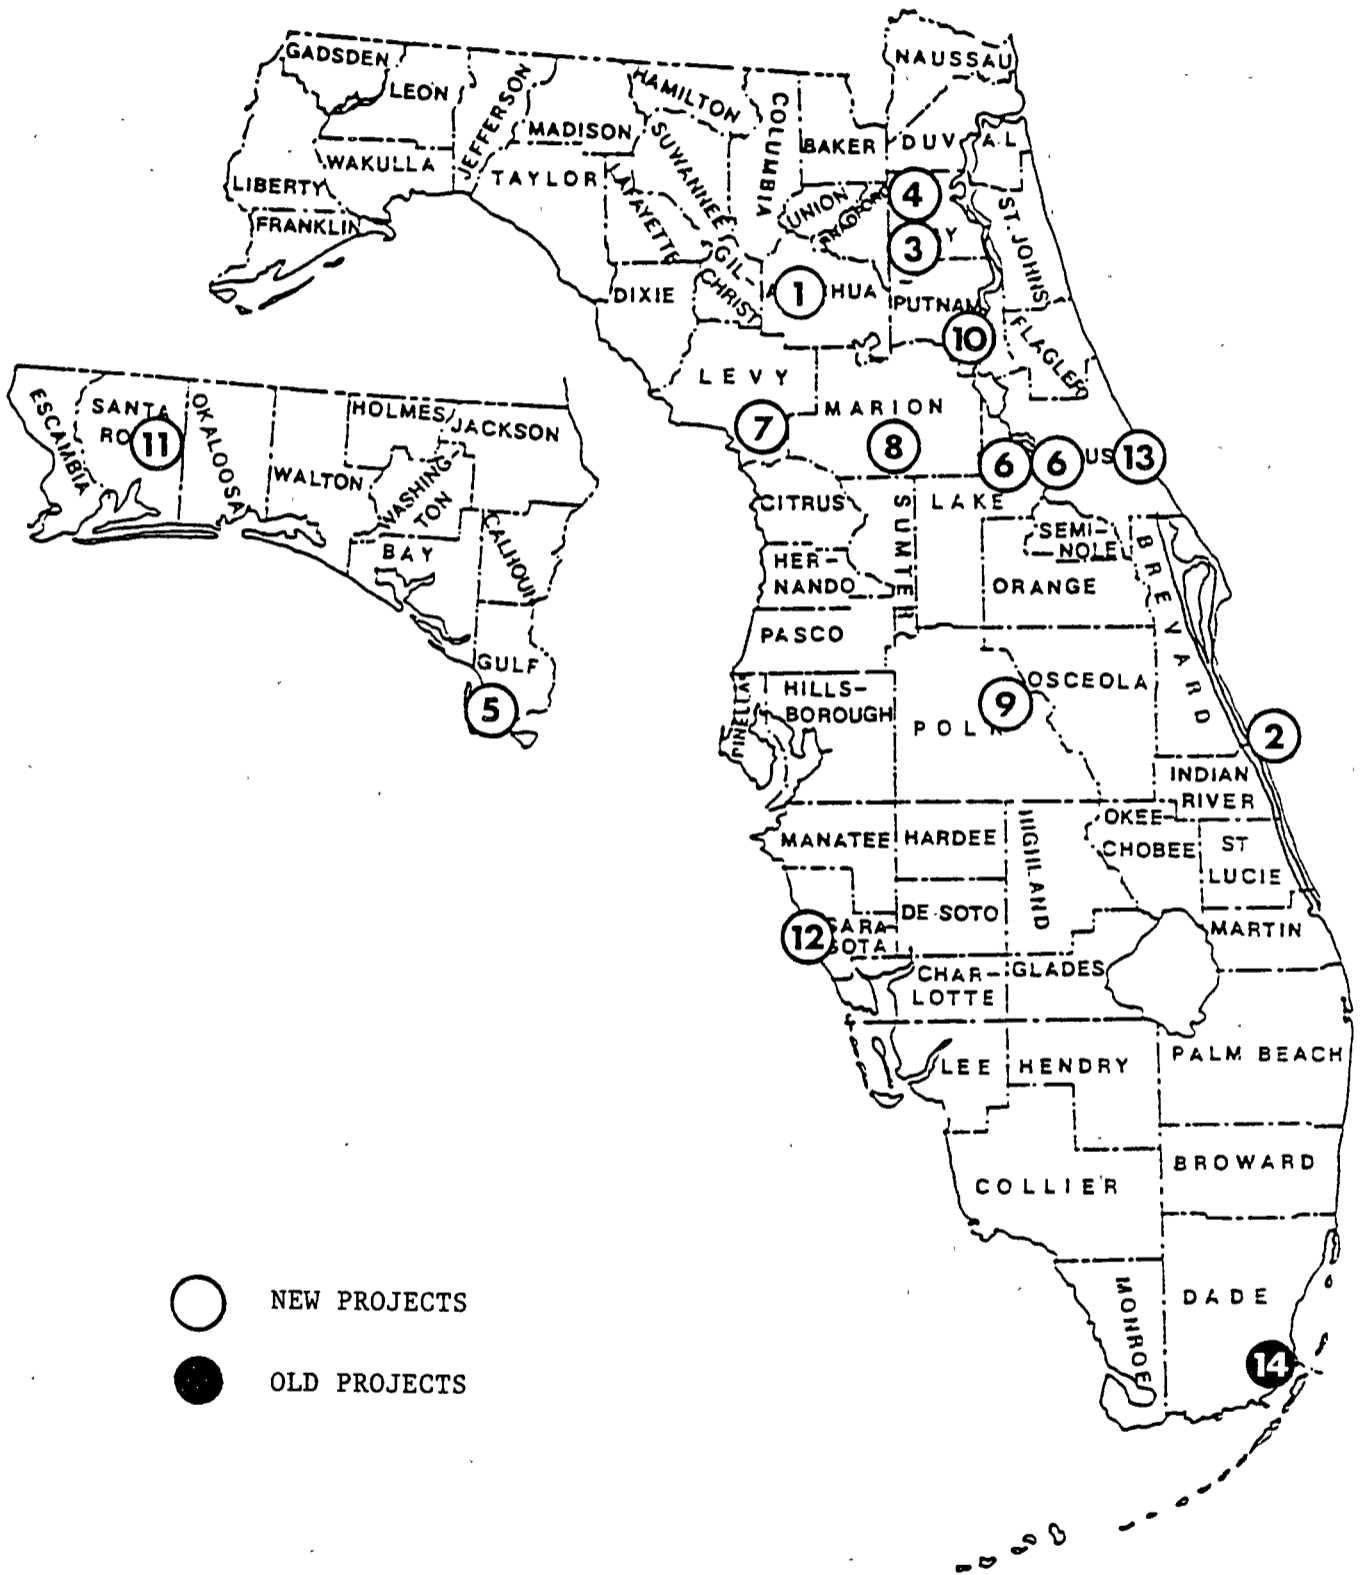 NAUSSAU
GADSDEN
LEON
JEFFERSON
HAMILTON
MADISON
SUWANNEE
COLUMBIA
BAKER
DUVAL
WAKULLA
LIBERTY
TAYLOR
LAFAYETTE
UNION
4
ST. JOHNS
FRANKLIN
3
Y
GIL-
CHRIST
DIXIE
A
1
HUA
PUTNAM
10
FLAGLER
LEVY
MARION
7
8
6
6
US
13
ESCAMBIA
SANTA
RO
11
OKALOOSA
HOLMES
JACKSON
WALTON
WASHING
TON
BAY
CALHOUN
GULF
5
CITRUS
SUMTER
LAKE
SEMI-
NOLE
BREVARD
HER-
NANDO
ORANGE
PASCO
OSCEOLA
PINELLA
HILLS-
BOROUGH
9
POL
2
INDIAN
RIVER
MANATEE
HARDEE
HIGHLAND
OKEE-
CHOBEE
ST
LUCIE
12
SARA-
SOTA
DE SOTO
MARTIN
CHAR-
LOTTE
GLADES
LEE
HENDRY
PALM BEACH
BROWARD
COLLIER
MONROE
DADE
14
NEW PROJECTS
OLD PROJECTS